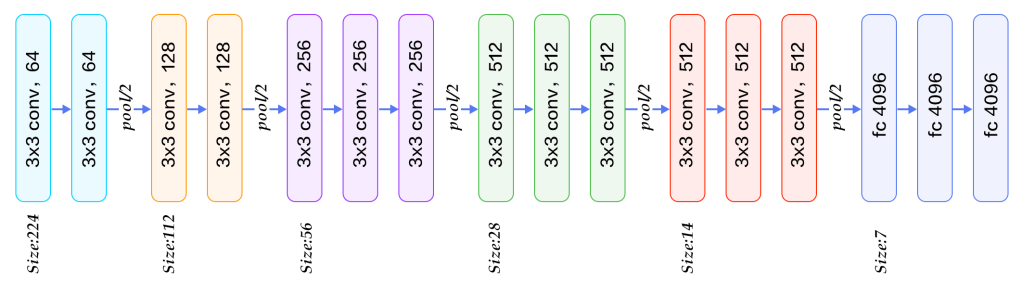 3x3 conv, 64
3x3 conv, 64
pool/2
3x3 conv, 128
3x3 conv, 128
pool/2
3x3 conv, 256
3x3 conv, 256
3x3 conv, 256
pool/2
3x3 conv, 512
3x3 conv, 512
3x3 conv, 512
pool/2
3x3 conv, 512
3x3 conv, 512
3x3 conv, 512
pool/2
fc 4096
fc 4096
fc 4096
Size:224
Size:112
Size:56
Size:28
Size:14
Size:7